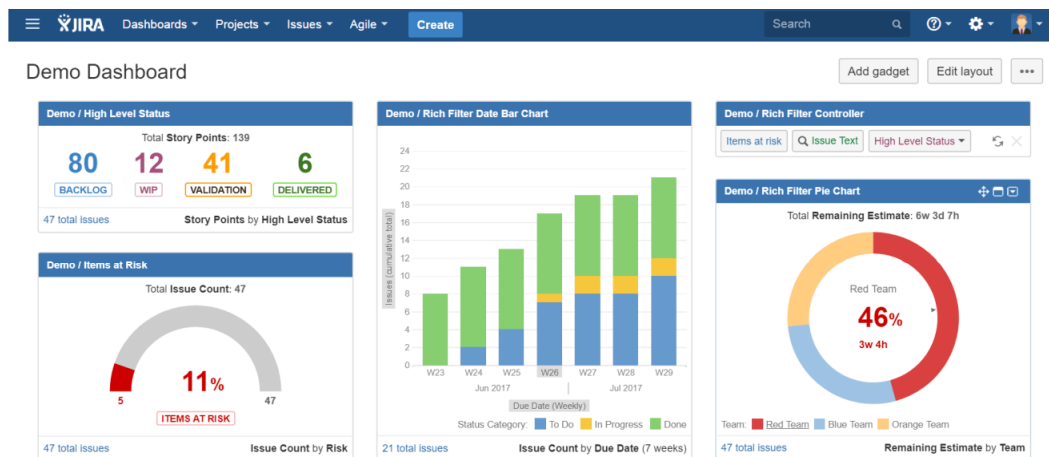 JIRA Dashboards Projects Issues Agile Create Search
Demo Dashboard
Add gadget Edit layout
Demo / High Level Status
Total Story Points: 139
80 12 41 6
BACKLOG WIP VALIDATION DELIVERED
47 total issues Story Points by High Level Status
Demo / Items at Risk
Total Issue Count: 47
11%
5 47
ITEMS AT RISK
47 total issues Issue Count by Risk
Demo / Rich Filter Date Bar Chart
Issues (cumulative total)
24
22
20
18
16
14
12
10
8
6
4
2
0
W23 W24 W25 W26 W27 W28 W29
Jun 2017 Jul 2017
Due Date (Weekly)
Status Category: To Do In Progress Done
21 total issues Issue Count by Due Date (7 weeks)
Demo / Rich Filter Controller
Items at risk Issue Text High Level Status
Demo / Rich Filter Pie Chart
Total Remaining Estimate: 6w 3d 7h
Red Team
46%
3w 4h
Team: Red Team Blue Team Orange Team
47 total issues Remaining Estimate by Team